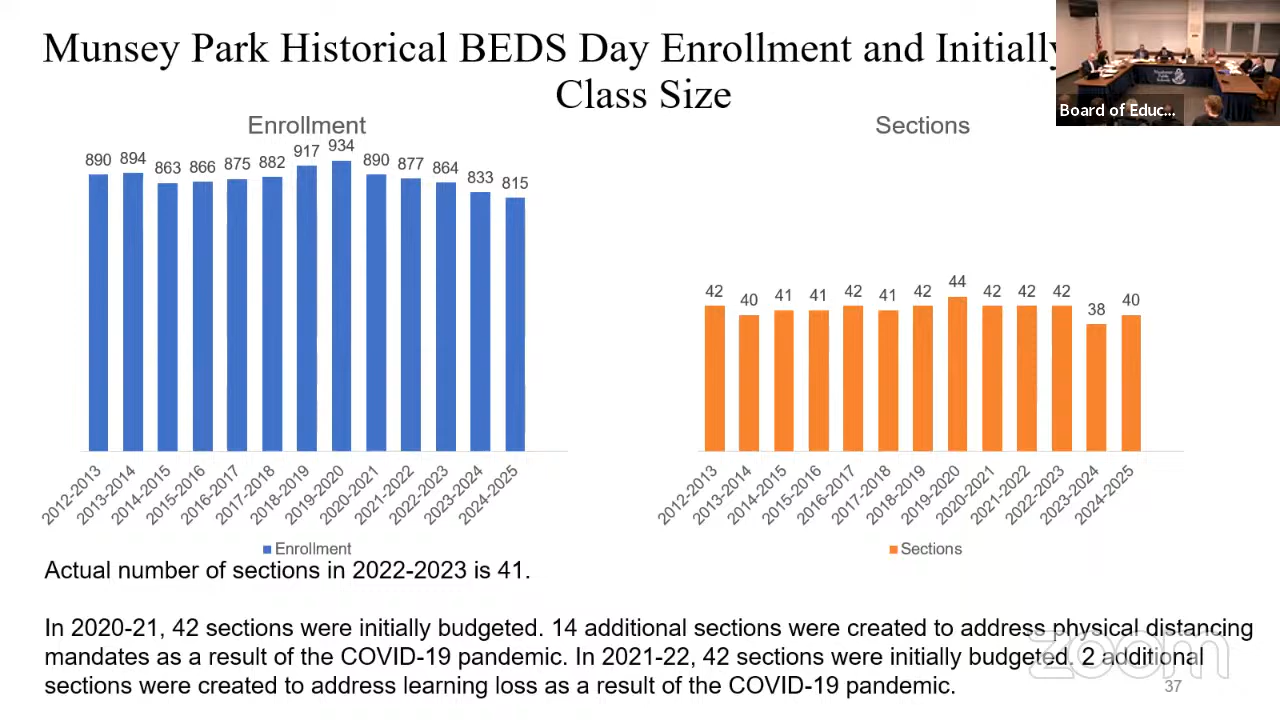 Munsey Park Historical BEDS Day Enrollment and Initially
Class Size
Board of Educ...
Enrollment
890 894 863 866 875 882 917 934 890 877 864 833 815
2012-2013 2013-2014 2014-2015 2015-2016 2016-2017 2017-2018 2018-2019 2019-2020 2020-2021 2021-2022 2022-2023 2023-2024 2024-2025
Enrollment
Sections
42 40 41 41 42 41 42 44 42 42 42 38 40
2012-2013 2013-2014 2014-2015 2015-2016 2016-2017 2017-2018 2018-2019 2019-2020 2020-2021 2021-2022 2022-2023 2023-2024 2024-2025
Sections
Actual number of sections in 2022-2023 is 41.
In 2020-21, 42 sections were initially budgeted. 14 additional sections were created to address physical distancing
mandates as a result of the COVID-19 pandemic. In 2021-22, 42 sections were initially budgeted. 2 additional
sections were created to address learning loss as a result of the COVID-19 pandemic.
zoom
37